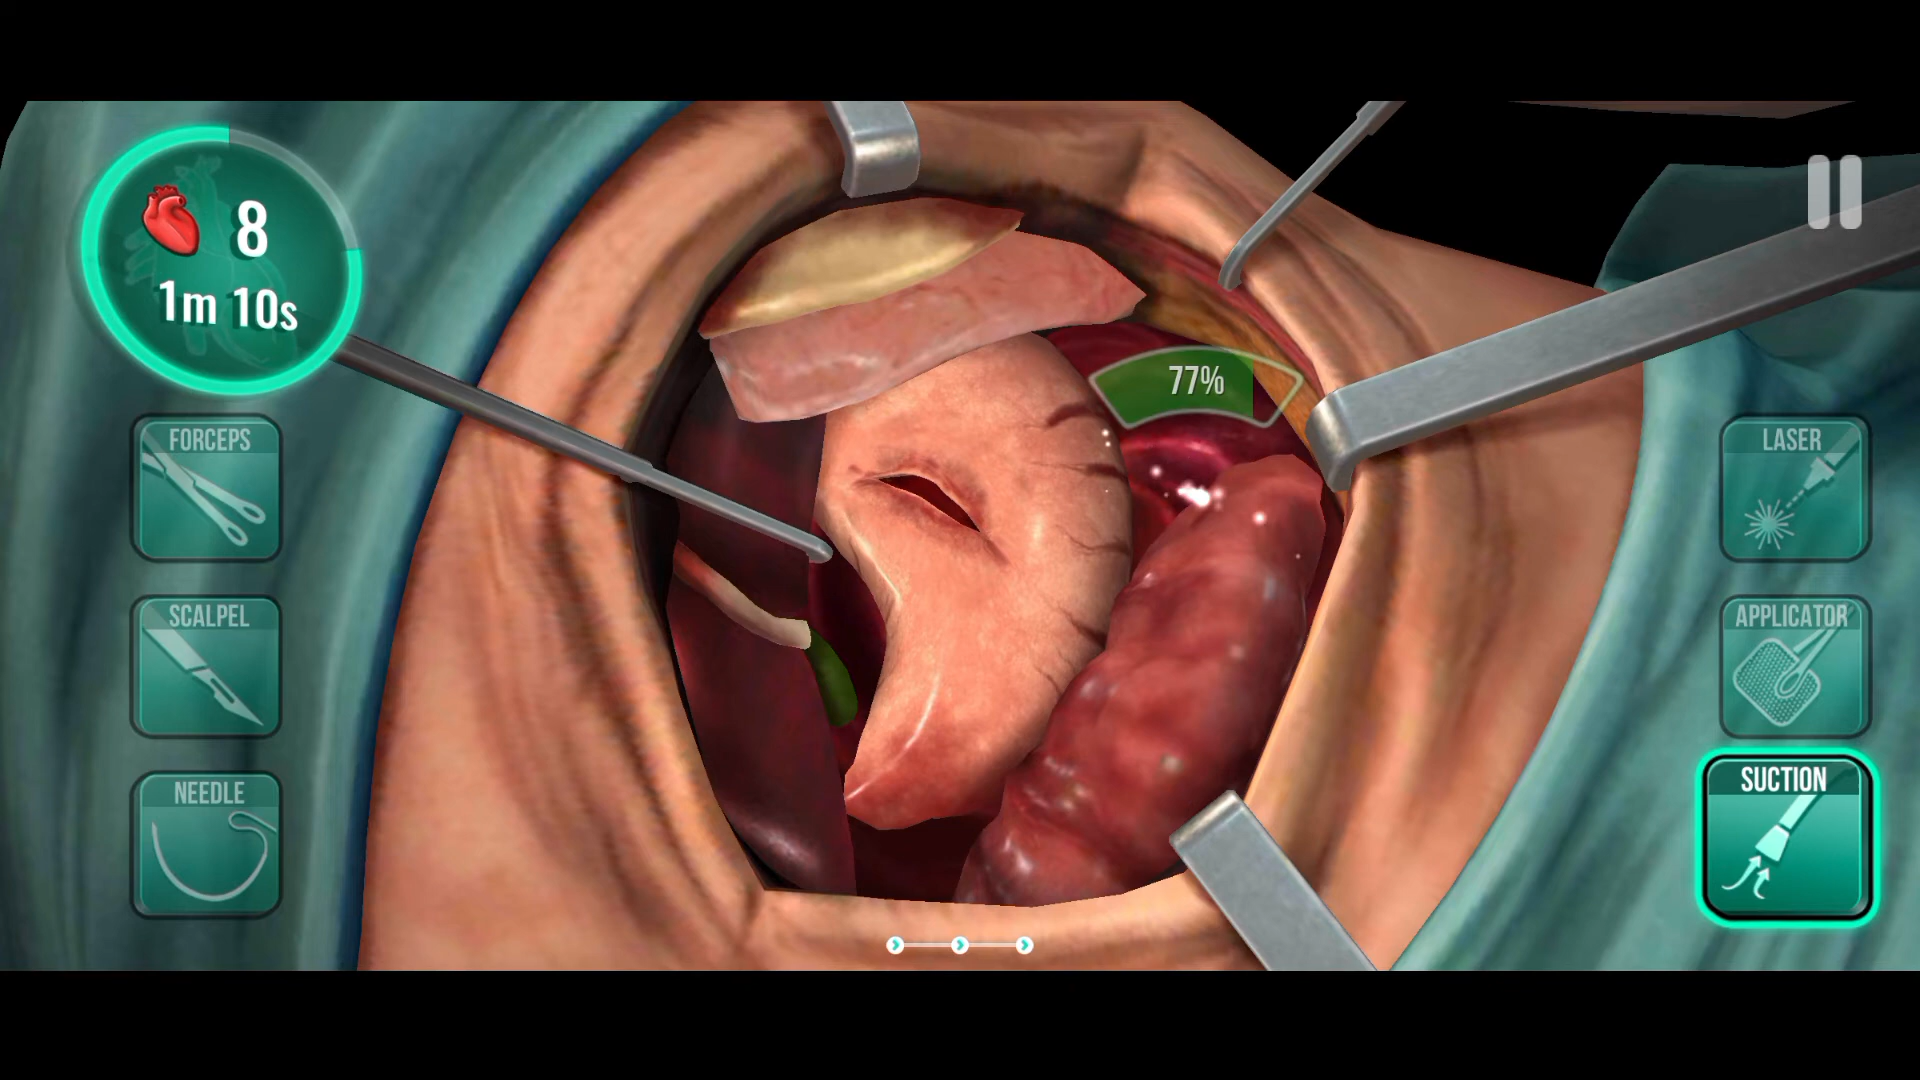 8
1m 10s
FORCEPS
SCALPEL
NEEDLE
77%
LASER
APPLICATOR
SUCTION